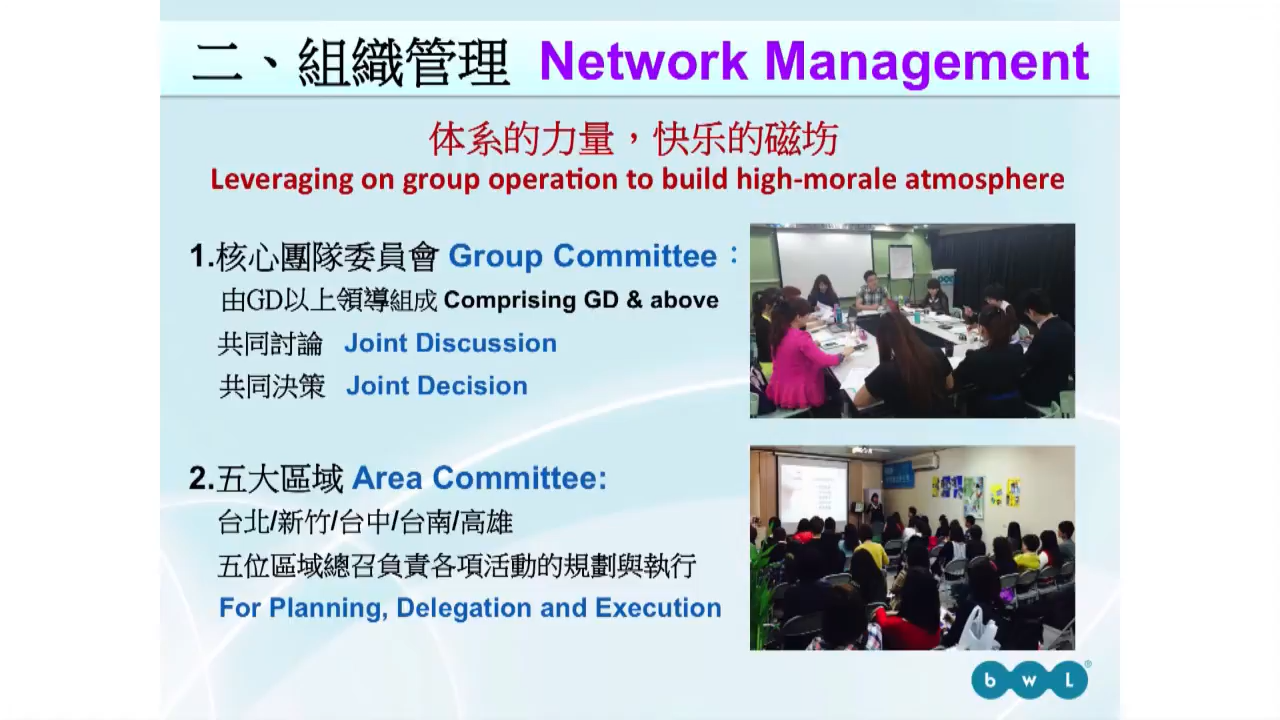 二、組織管理 Network Management
体系的力量，快乐的磁场
Leveraging on group operation to build high-morale atmosphere
1.核心團隊委員會 Group Committee：
由GD以上領導組成 Comprising GD & above
共同討論 Joint Discussion
共同決策 Joint Decision
2.五大區域 Area Committee:
台北/新竹/台中/台南/高雄
五位區域總召負責各項活動的規劃與執行
For Planning, Delegation and Execution
bwL®